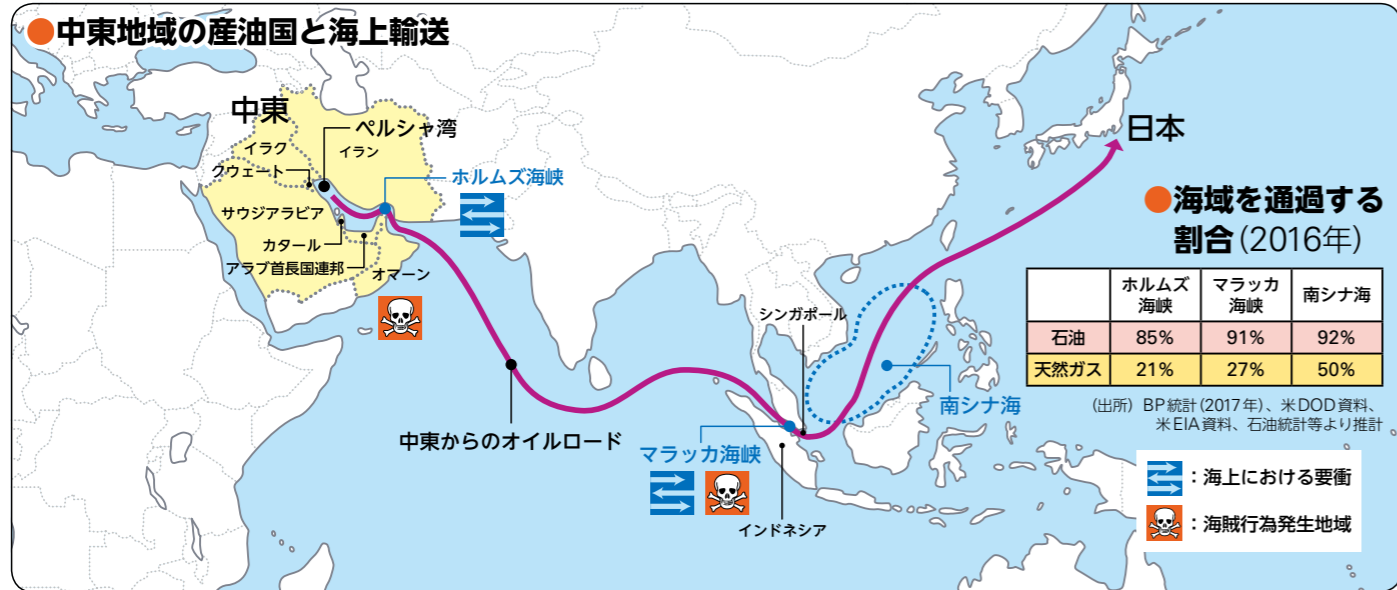 ●中東地域の産油国と海上輸送
中東
ペルシャ湾
イラク
イラン
クウェート
ホルムズ海峡
サウジアラビア
カタール
アラブ首長国連邦
オマーン
中東からのオイルロード
シンガポール
マラッカ海峡
インドネシア
南シナ海
日本
●海域を通過する
割合(2016年)
ホルムズ海峡 マラッカ海峡 南シナ海
石油 85% 91% 92%
天然ガス 21% 27% 50%
(出所) BP統計(2017年)、米DOD資料、
米EIA資料、石油統計等より推計
:海上における要衝
:海賊行為発生地域